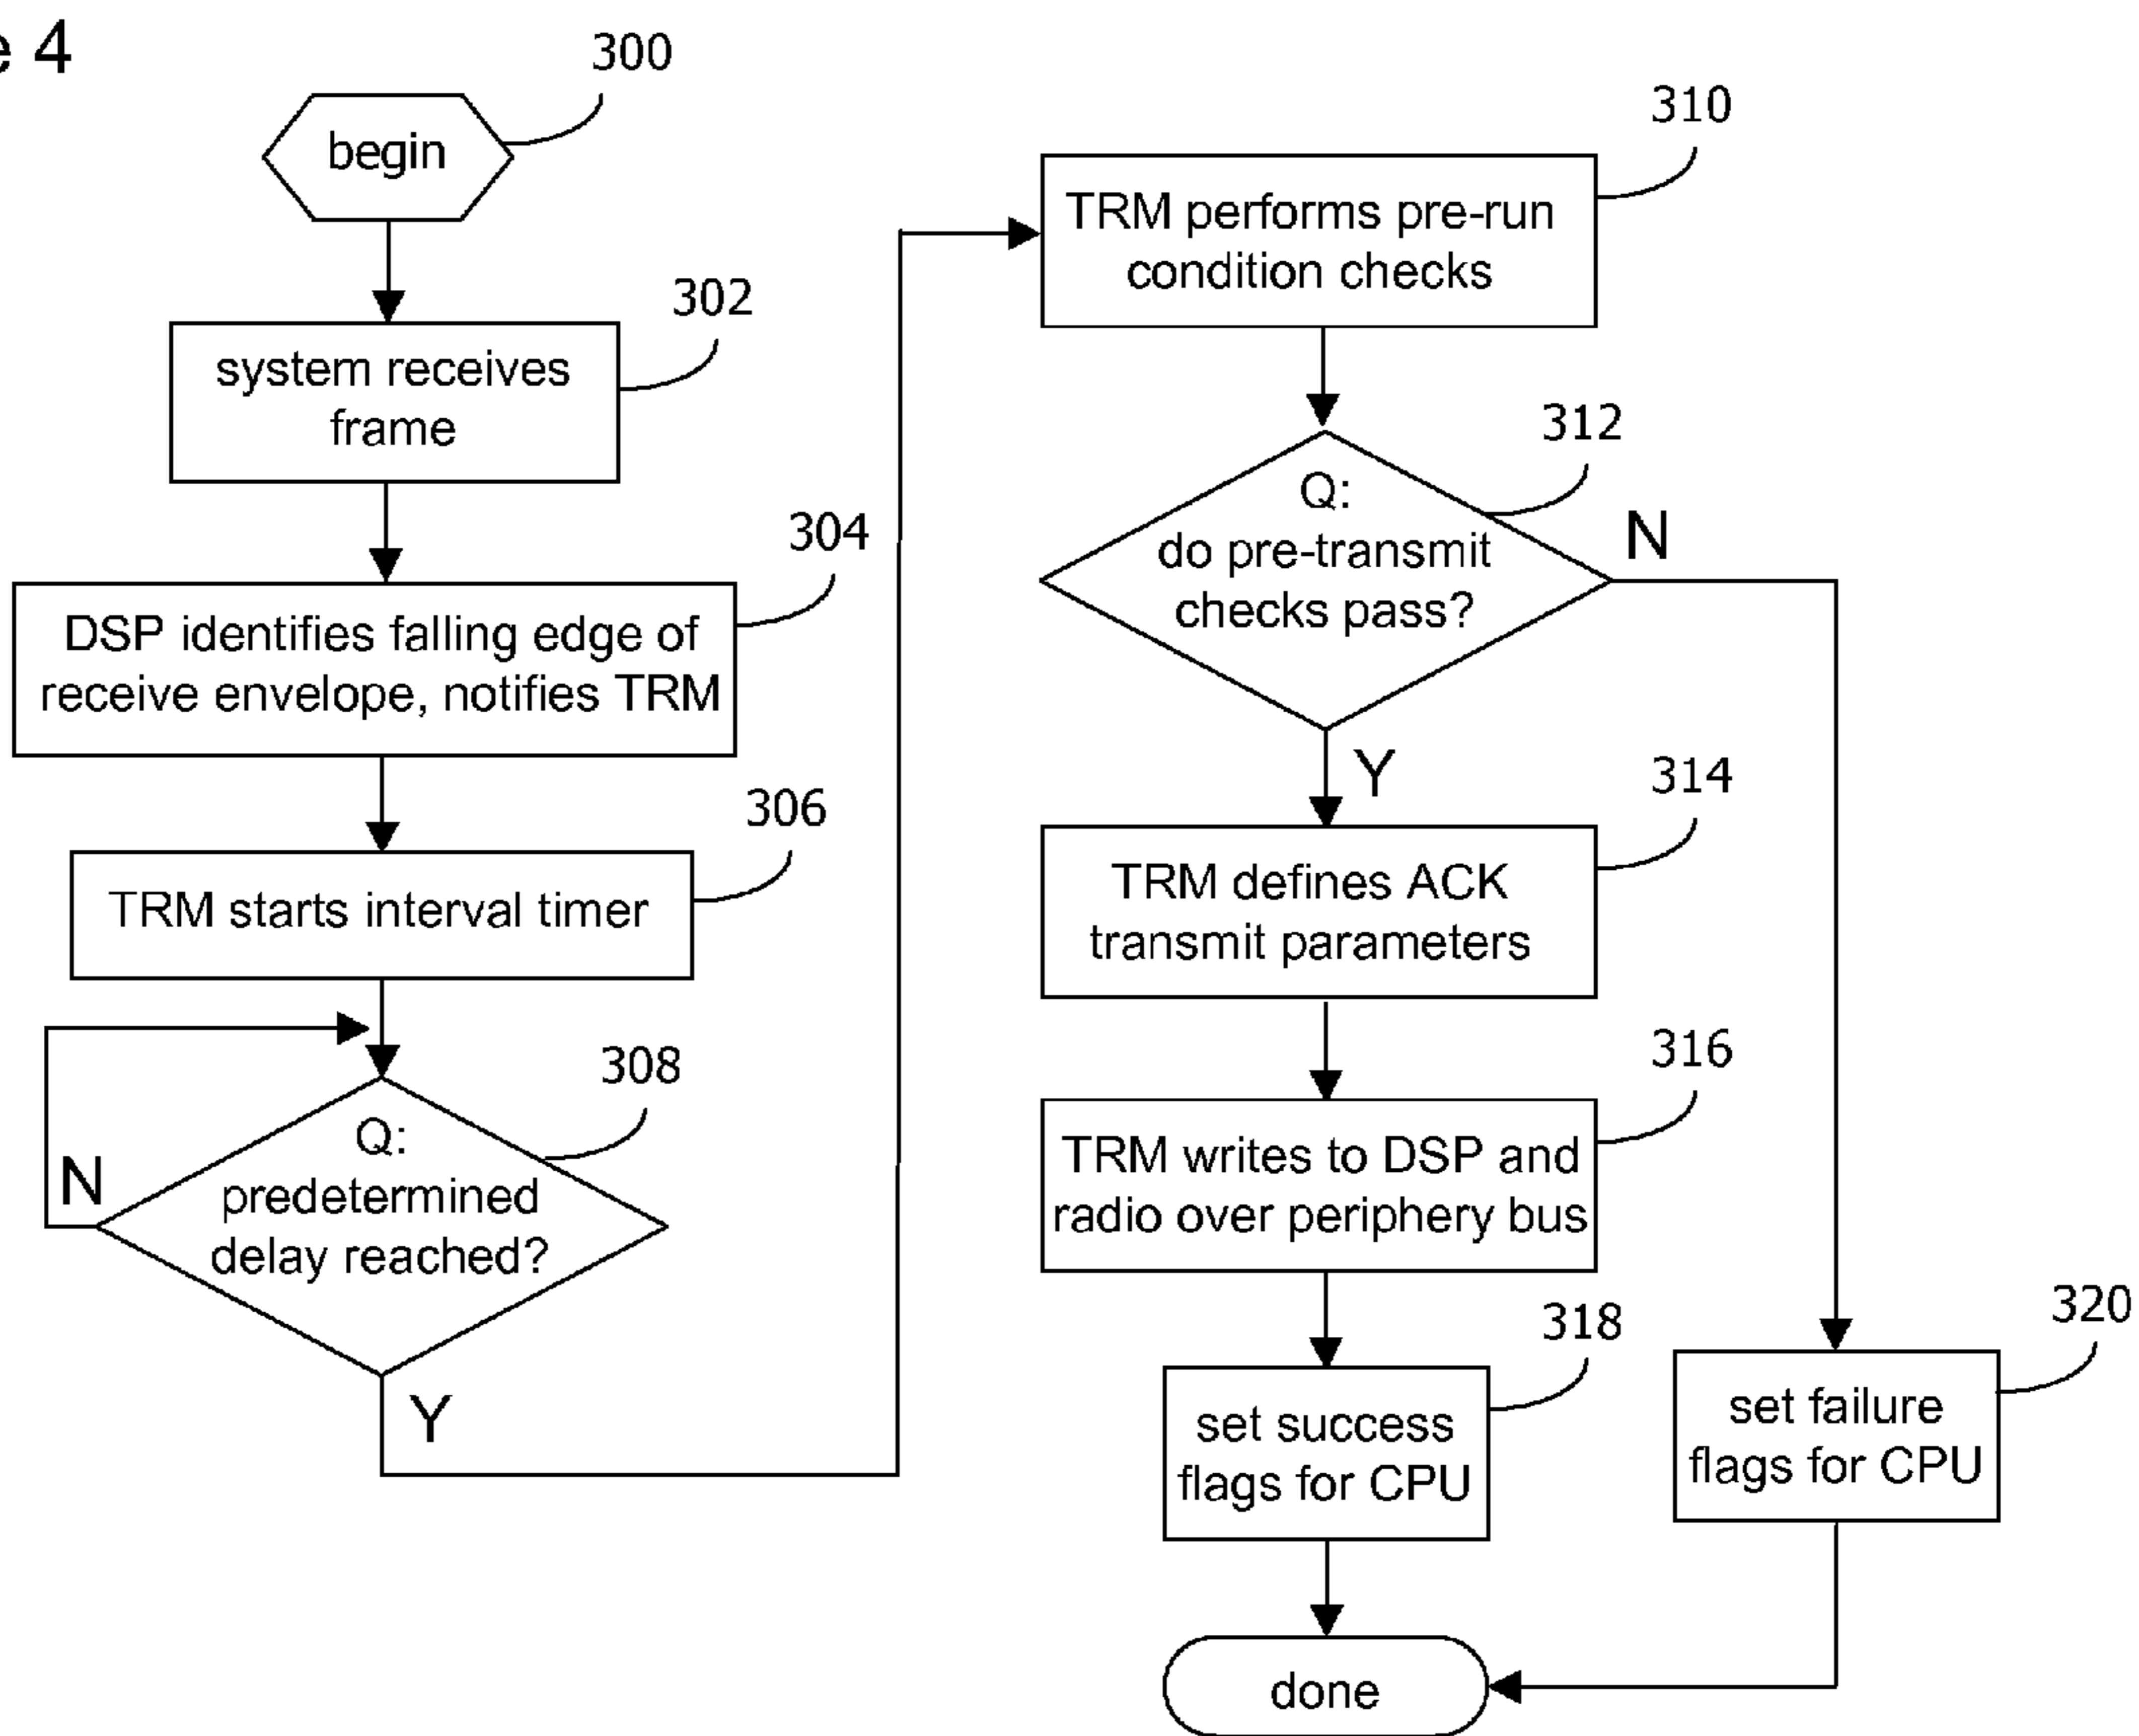 e 4
300
begin
302
system receives
frame
304
DSP identifies falling edge of
receive envelope, notifies TRM
306
TRM starts interval timer
308
Q:
predetermined
delay reached?
N
Y
310
TRM performs pre-run
condition checks
312
Q:
do pre-transmit
checks pass?
N
Y
314
TRM defines ACK
transmit parameters
316
TRM writes to DSP and
radio over periphery bus
318
set success
flags for CPU
320
set failure
flags for CPU
done